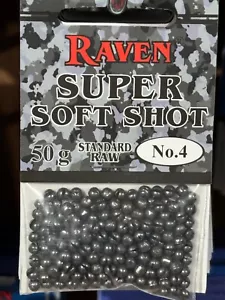 RAVEN
SUPER
SOFT SHOT
50 g STANDARD RAW No.4